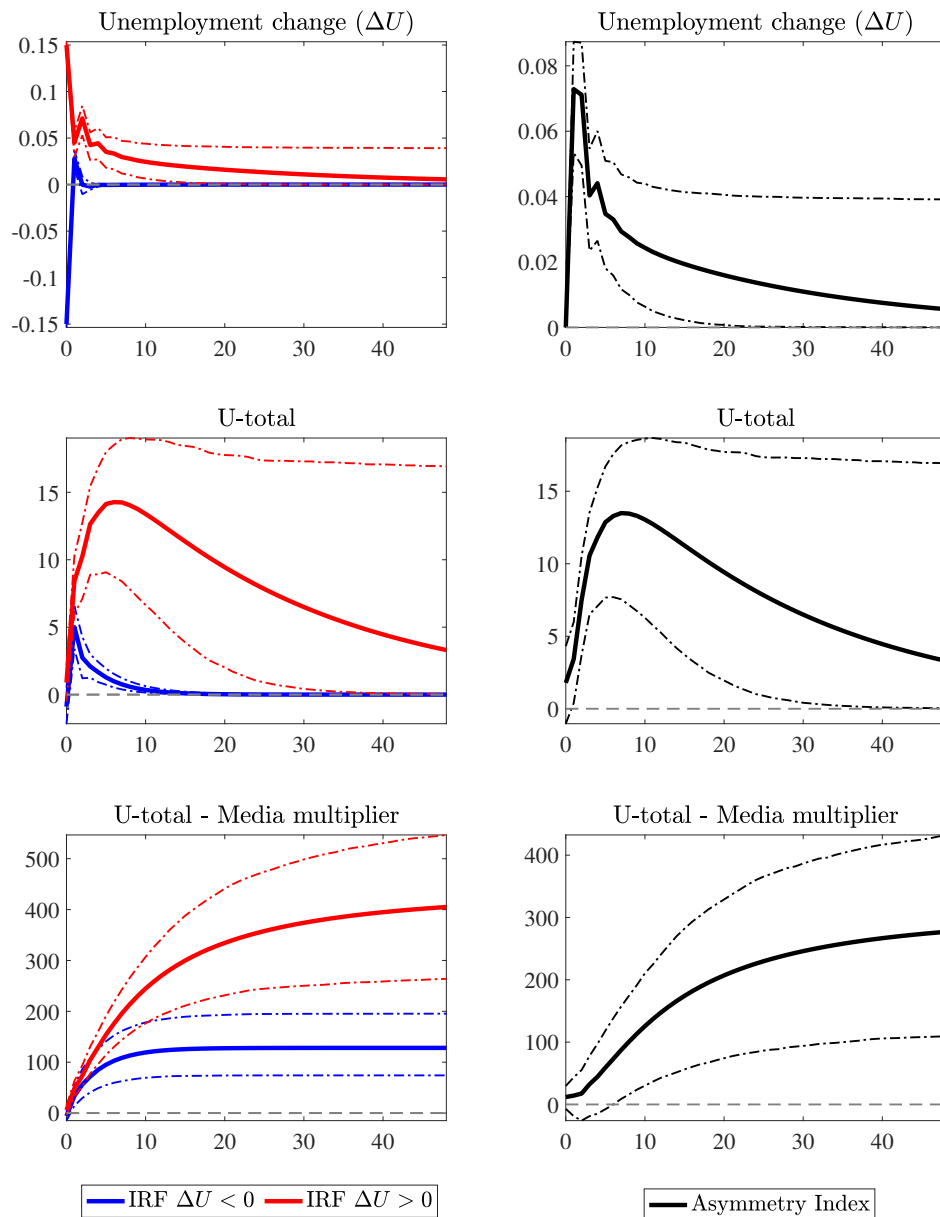 Unemployment change (ΔU)
0.15
0.1
0.05
0
-0.05
-0.1
-0.15
0 10 20 30 40
Unemployment change (ΔU)
0.08
0.06
0.04
0.02
0
0 10 20 30 40
U-total
15
10
5
0
0 10 20 30 40
U-total
15
10
5
0
0 10 20 30 40
U-total - Media multiplier
500
400
300
200
100
0
0 10 20 30 40
U-total - Media multiplier
400
300
200
100
0
0 10 20 30 40
IRF ΔU < 0 IRF ΔU > 0
Asymmetry Index